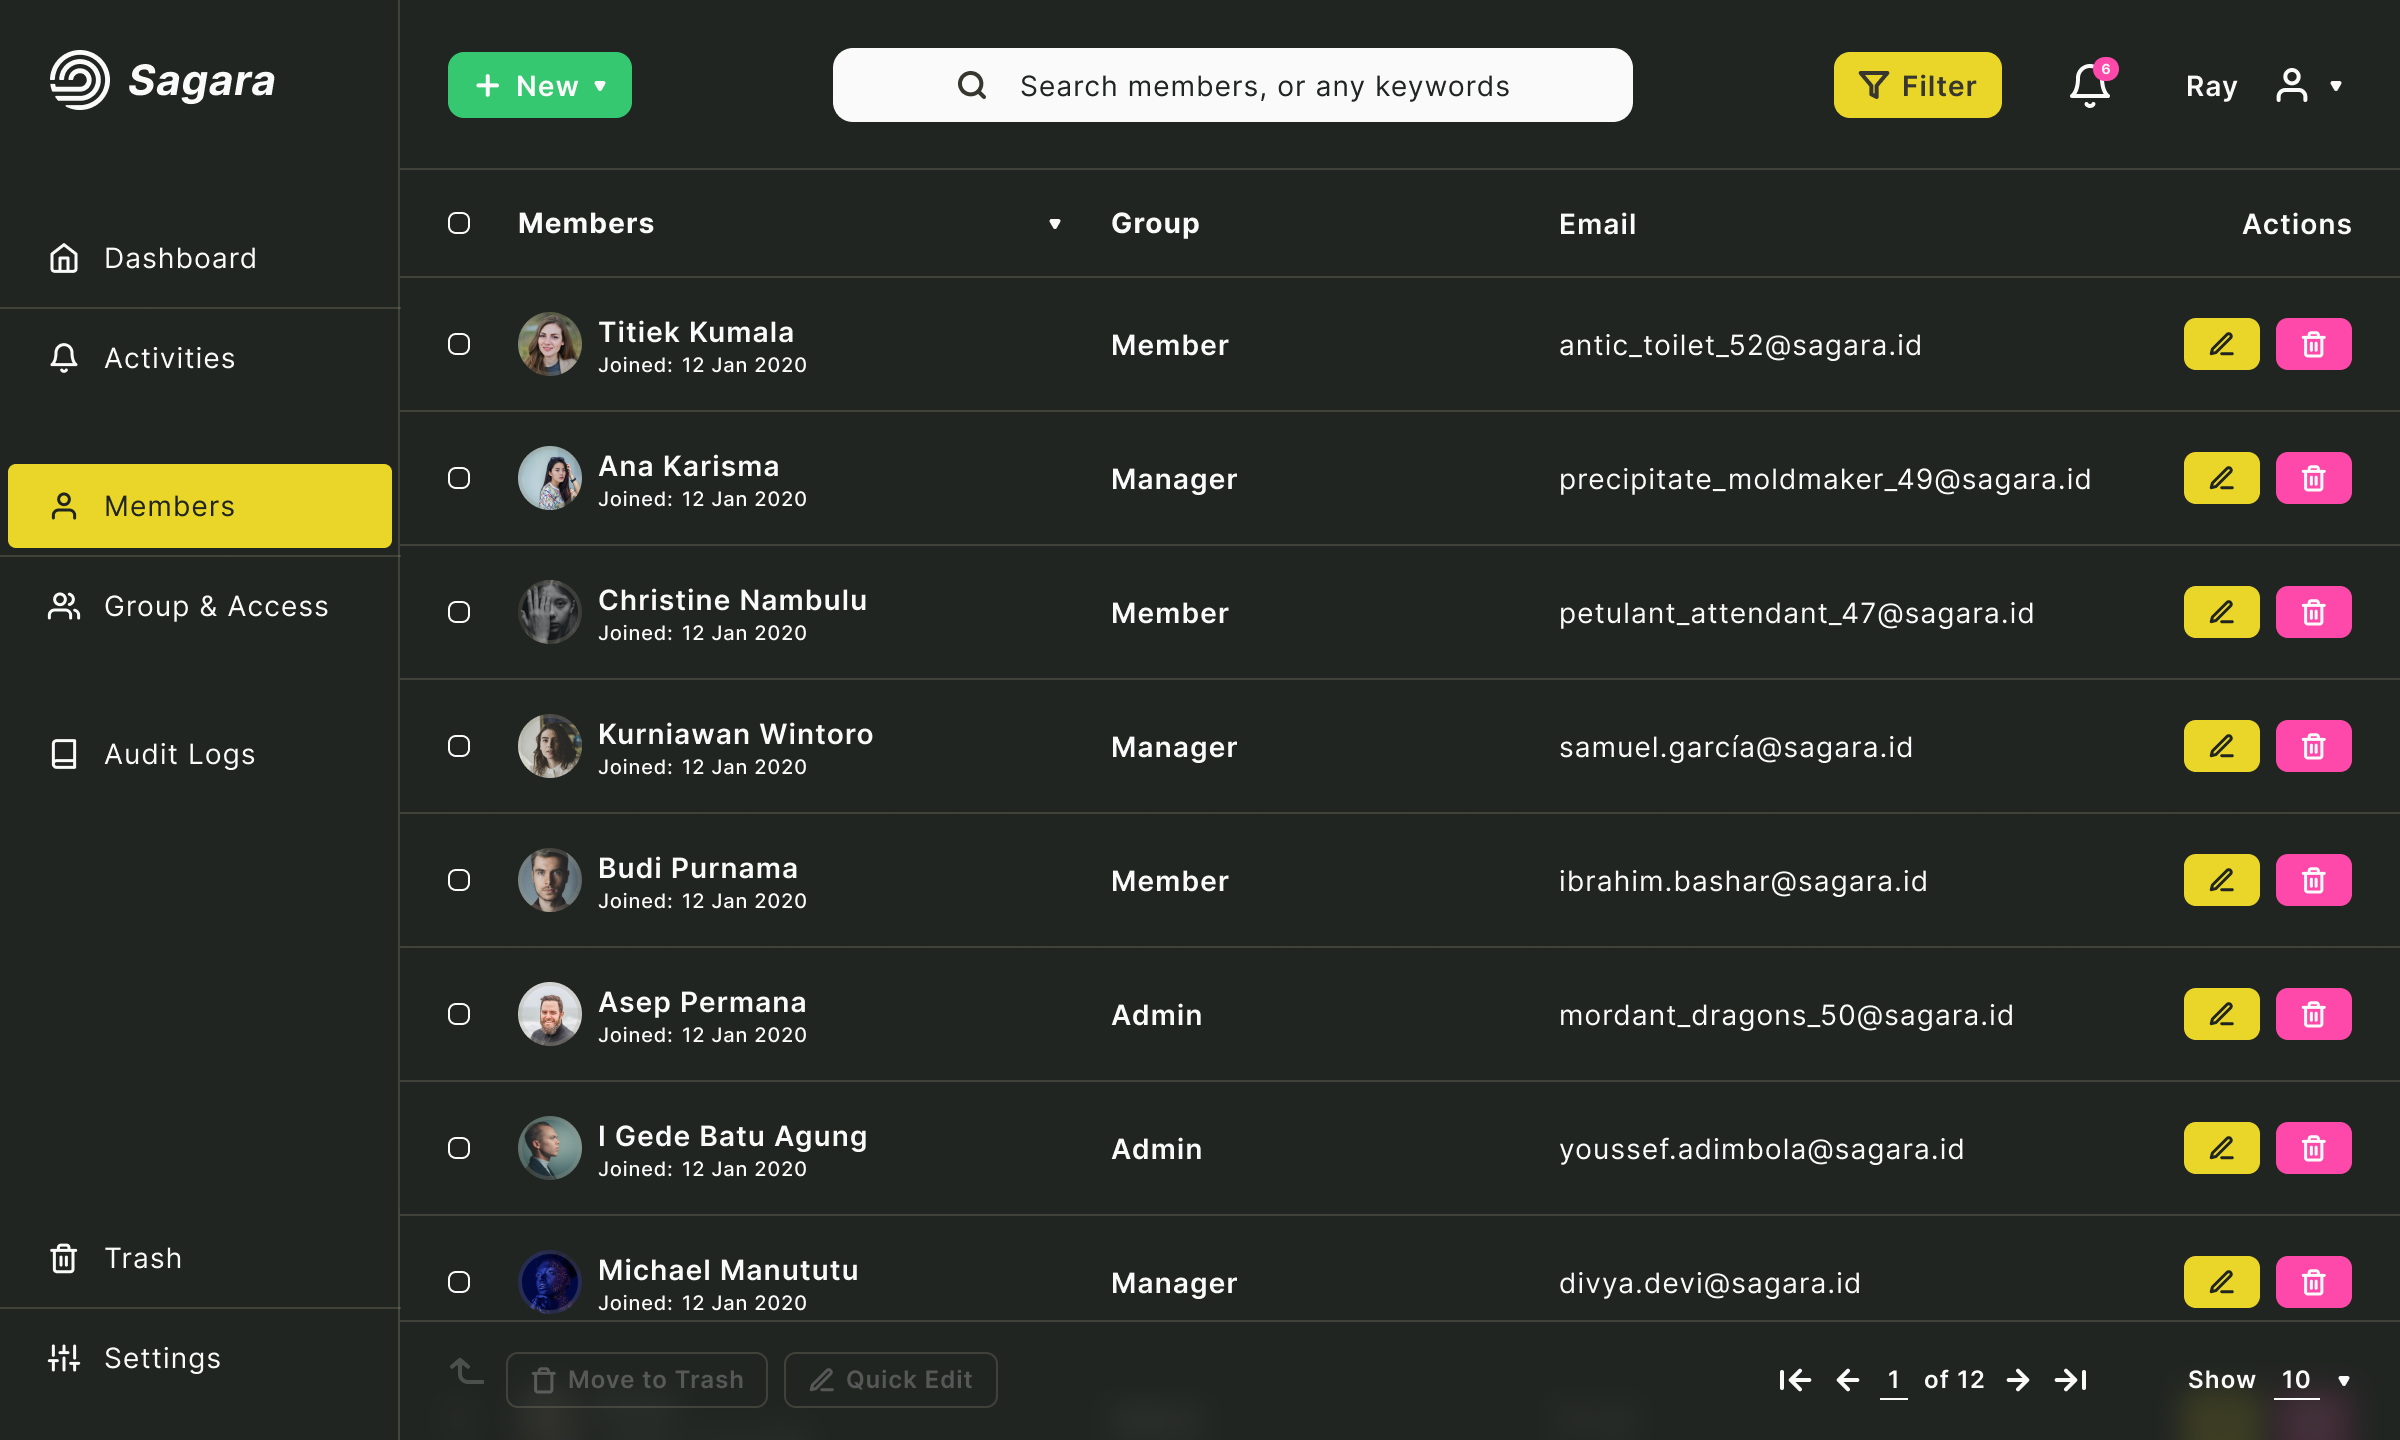 Sagara
New
Search members, or any keywords
Filter
6
Ray
Dashboard
Activities
Members
Group & Access
Audit Logs
Trash
Settings
Members Group Email Actions
Titiek Kumala
Joined: 12 Jan 2020
Member
antic_toilet_52@sagara.id
Ana Karisma
Joined: 12 Jan 2020
Manager
precipitate_moldmaker_49@sagara.id
Christine Nambulu
Joined: 12 Jan 2020
Member
petulant_attendant_47@sagara.id
Kurniawan Wintoro
Joined: 12 Jan 2020
Manager
samuel.garcía@sagara.id
Budi Purnama
Joined: 12 Jan 2020
Member
ibrahim.bashar@sagara.id
Asep Permana
Joined: 12 Jan 2020
Admin
mordant_dragons_50@sagara.id
I Gede Batu Agung
Joined: 12 Jan 2020
Admin
youssef.adimbola@sagara.id
Michael Manututu
Joined: 12 Jan 2020
Manager
divya.devi@sagara.id
Move to Trash
Quick Edit
1 of 12
Show 10